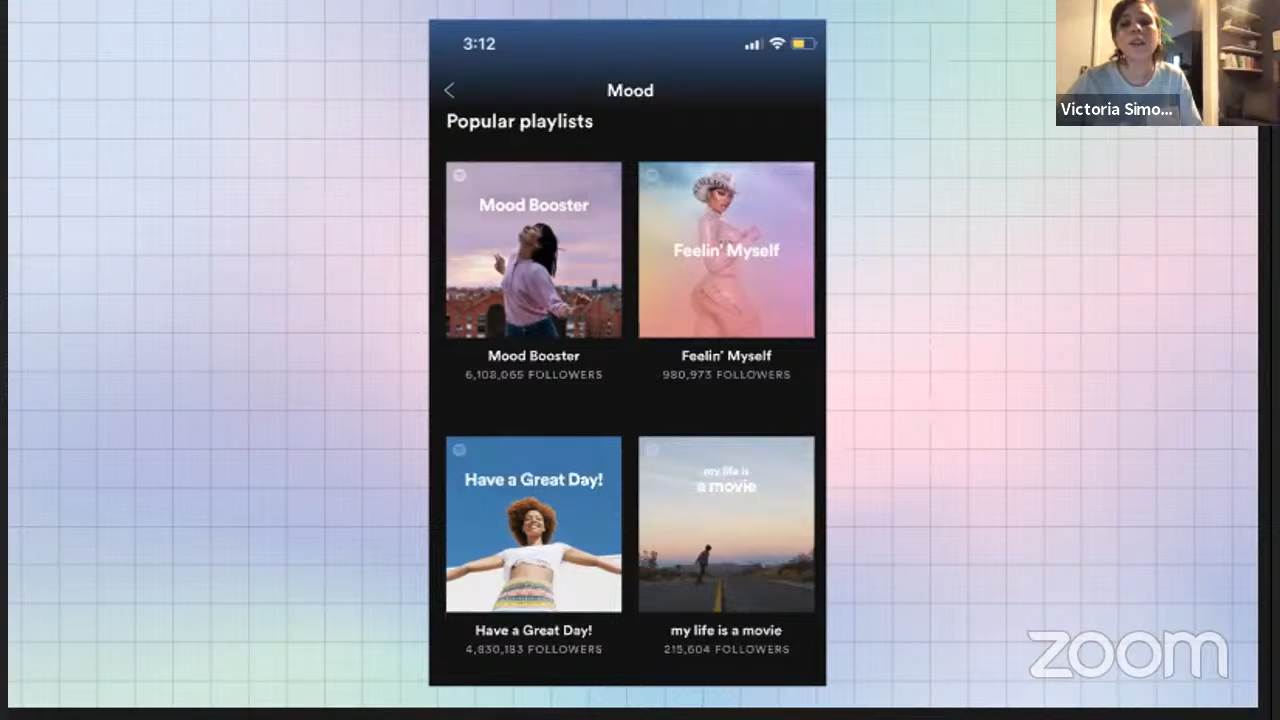 3:12
Mood
Popular playlists
Mood Booster
Feelin' Myself
Mood Booster
6,108,065 FOLLOWERS
Feelin' Myself
980,973 FOLLOWERS
Have a Great Day!
my life is
a movie
Have a Great Day!
4,830,183 FOLLOWERS
my life is a movie
215,604 FOLLOWERS
Victoria Simo...
zoom